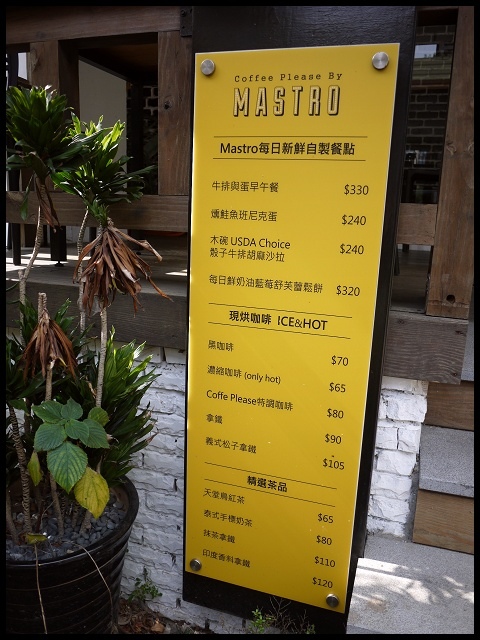 Coffee Please By
MASTRO
Mastro每日新鮮自製餐點
牛排與蛋早午餐 $330
燻鮭魚班尼克蛋 $240
木碗 USDA Choice
骰子牛排胡麻沙拉 $240
每日鮮奶油藍莓舒芙蕾鬆餅 $320
現烘咖啡 ICE&HOT
黑咖啡 $70
濃縮咖啡 (only hot) $65
Coffe Please特調咖啡 $80
拿鐵 $90
義式松子拿鐵 $105
精選茶品
天堂鳥紅茶 $65
泰式手標奶茶 $80
抹茶拿鐵 $110
印度香料拿鐵 $120